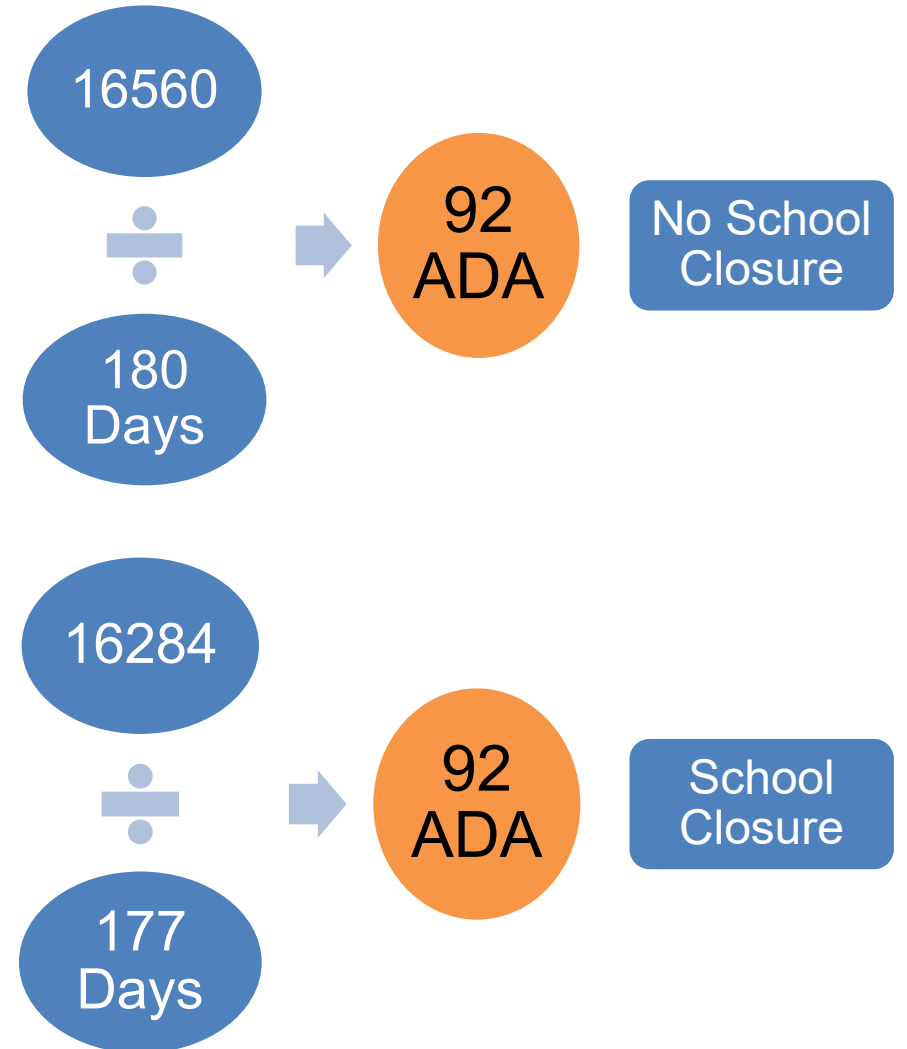 16560
180
Days
92
ADA
No School
Closure
16284
177
Days
92
ADA
School
Closure